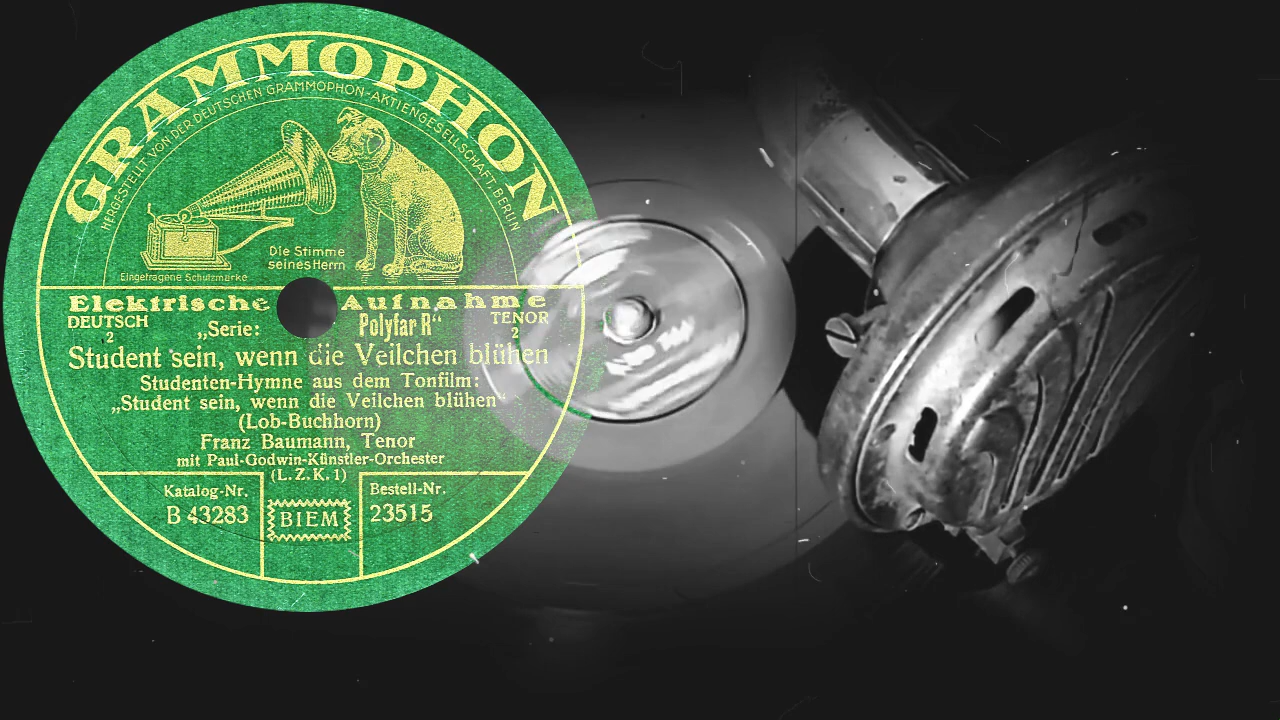 GRAMMOPHON
HERGESTELLT VON DER DEUTSCHEN GRAMMOPHON-AKTIENGESELLSCHAFT, BERLIN
Die Stimme
seines Herrn
Eingetragene Schutzmarke
Elektrische Aufnahme
DEUTSCH „Serie: Polyfar R“ TENOR
2 2
Student sein, wenn die Veilchen blühen
Studenten-Hymne aus dem Tonfilm:
„Student sein, wenn die Veilchen blühen“
(Lob-Buchhorn)
Franz Baumann, Tenor
mit Paul-Godwin-Künstler-Orchester
(L.Z.K. 1)
Katalog-Nr. Bestell-Nr.
B 43283 BIEM 23515